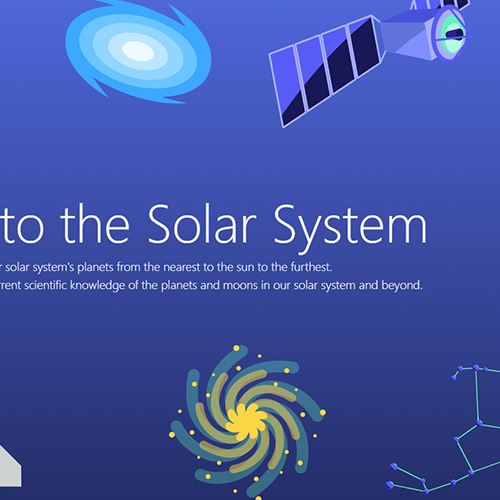 to the Solar System
solar system's planets from the nearest to the sun to the furthest.
scientific knowledge of the planets and moons in our solar system and beyond.